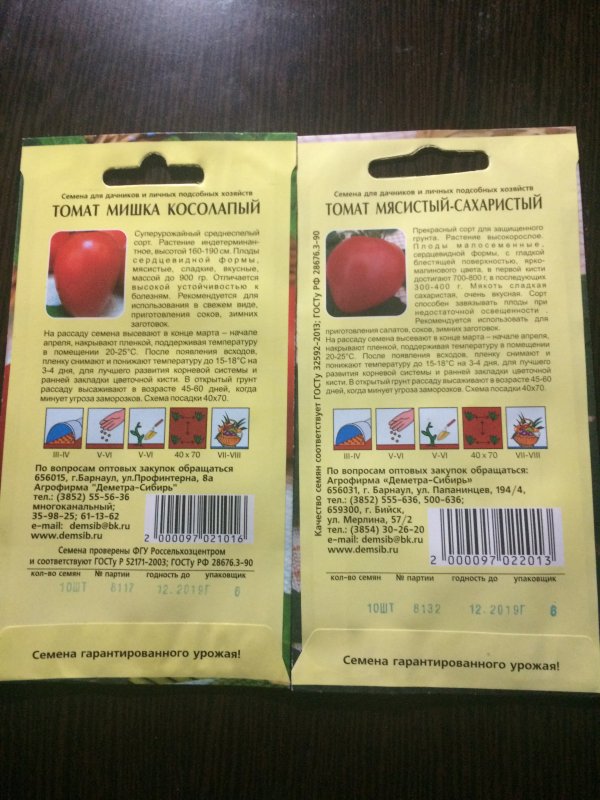 Семена для дачников и личных подсобных хозяйств
ТОМАТ МИШКА КОСОЛАПЫЙ
Суперурожайный среднеспелый
сорт. Растение индетерминант-
ное, высотой 160-190 см. Плоды
сердцевидной формы,
мясистые, сладкие, вкусные,
массой до 900 гр. Отличается
высокой устойчивостью к
болезням. Рекомендуется для
использования в свежем виде,
приготовления соков, зимних
заготовок.
На рассаду семена высевают в конце марта – начале
апреля, накрывают пленкой, поддерживая температуру
в помещении 20-25°С. После появления всходов,
пленку снимают и понижают температуру до 15-18°С на
3-4 дня, для лучшего развития корневой системы и
ранней закладки цветочной кисти. В открытый грунт
рассаду высаживают в возрасте 45-60 дней, когда
минует угроза заморозков. Схема посадки 40х70.
III-IV V-VI V-VI 40 х 70 VII-VIII
По вопросам оптовых закупок обращаться
656015, г.Барнаул, ул.Профинтерна, 8а
Агрофирма "Деметра-Сибирь"
тел.: (3852) 55-56-36
многоканальный;
35-98-25; 61-13-62
e-mail: demsib@bk.ru
www.demsib.ru
2 000097 021016
Семена проверены ФГУ Россельхозцентром
и соответствуют ГОСТу Р 52171-2003; ГОСТу РФ 28676.3-90
кол-во семян № партии годность до упаковщик
10ШТ 8117 12.2019Г 6
Семена гарантированного урожая!
Семена для дачников и личных подсобных хозяйств
ТОМАТ МЯСИСТЫЙ-САХАРИСТЫЙ
Прекрасный сорт для защищенного
грунта. Растение высокорослое.
Плоды малосеменные,
сердцевидной формы, с гладкой
блестящей поверхностью, ярко-
малинового цвета, в первой кисти
достигают 700-800 г, в последующих
300-400 г. Мякоть сладкая
сахаристая, очень вкусная. Сорт
способен завязывать плоды при
недостаточной освещенности.
Рекомендуется использовать для
приготовления салатов, соков, зимних заготовок.
На рассаду семена высевают в конце марта – начале апреля,
накрывают пленкой, поддерживая температуру в помещении
20-25°С. После появления всходов, пленку снимают и
понижают температуру до 15-18°С на 3-4 дня, для лучшего
развития корневой системы и ранней закладки цветочной
кисти. В открытый грунт рассаду высаживают в возрасте 45-60
дней, когда минует угроза заморозков. Схема посадки 40х70.
III-IV V-VI V-VI 40 х 70 VII-VIII
По вопросам оптовых закупок обращаться:
Агрофирма «Деметра-Сибирь»
656031, г. Барнаул, ул. Папанинцев, 194/4,
тел.: (3852) 555-636, 500-636;
659300, г. Бийск,
ул. Мерлина, 57/2
тел.: (3854) 30-26-20
e-mail: demsib@bk.ru
www.demsib.ru
2 000097 022013
кол-во семян № партии годность до упаковщик
10ШТ 8132 12.2019Г 6
Семена гарантированного урожая!
Качество семян соответствует ГОСТу 32592-2013; ГОСТу РФ 28676.3-90